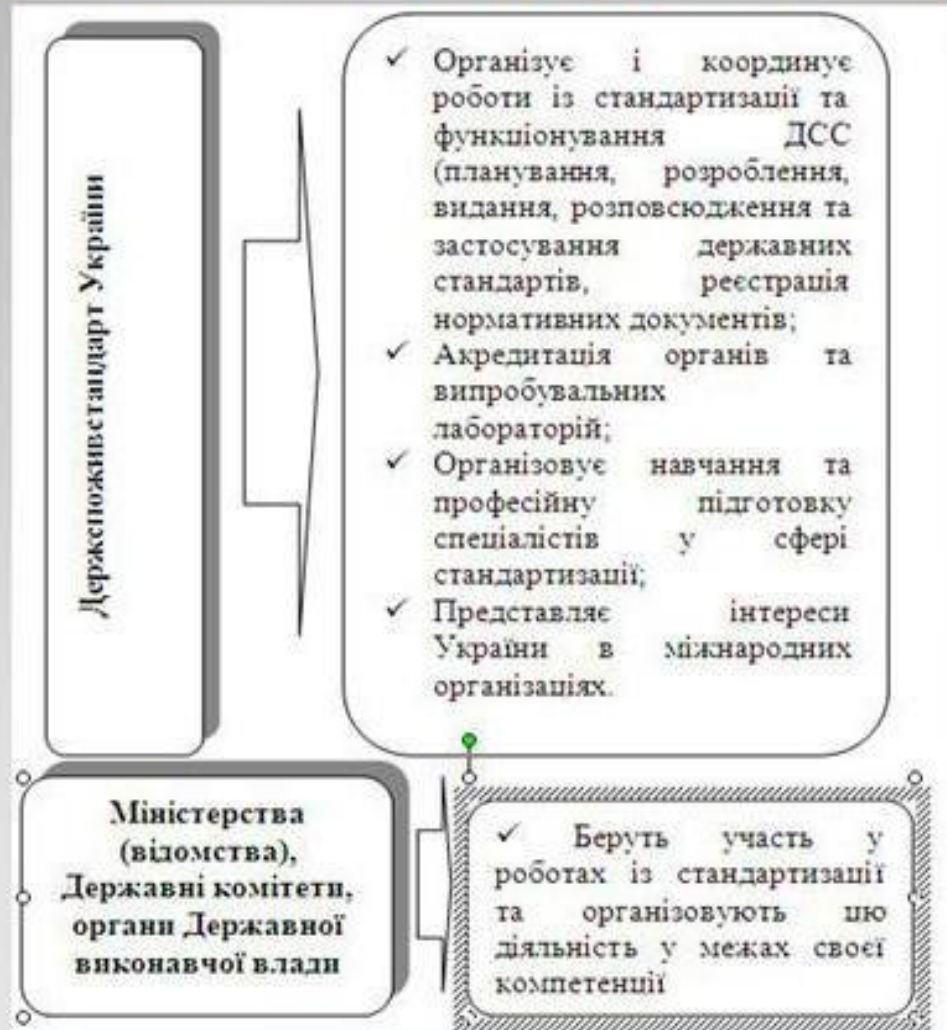 Держспоживстандарт України
✓ Організує і координує
роботи із стандартизації та
функціонування ДСС
(планування, розроблення,
видання, розповсюдження та
застосування державних
стандартів, реєстрація
нормативних документів;
✓ Акредитація органів та
випробувальних
лабораторій;
✓ Організовує навчання та
професійну підготовку
спеціалістів у сфері
стандартизації;
✓ Представляє інтереси
України в міжнародних
організаціях.
Міністерства
(відомства),
Державні комітети,
органи Державної
виконавчої влади
✓ Беруть участь у
роботах із стандартизації
та організовують цю
діяльність у межах своєї
компетенції